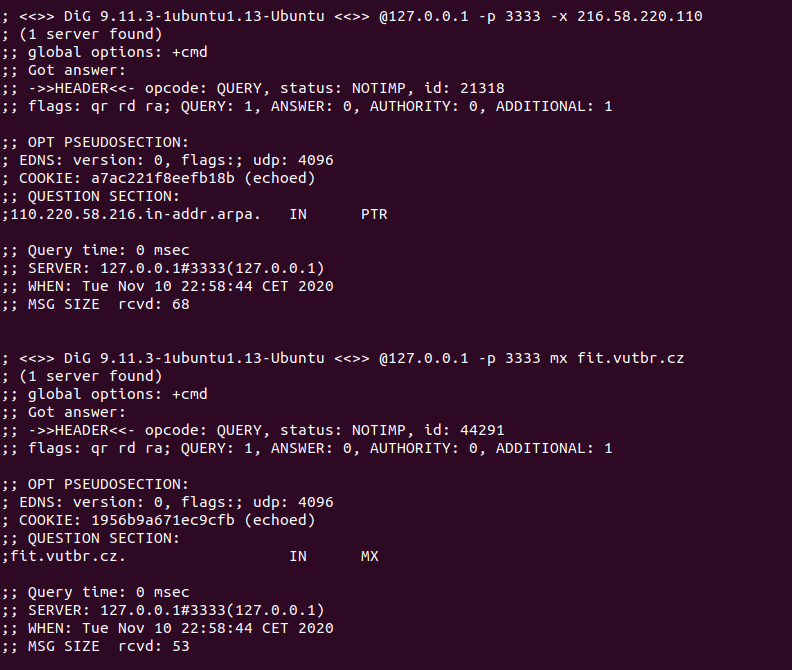 ; <<>> DiG 9.11.3-1ubuntu1.13-Ubuntu <<>> @127.0.0.1 -p 3333 -x 216.58.220.110
; (1 server found)
;; global options: +cmd
;; Got answer:
;; ->>HEADER<<- opcode: QUERY, status: NOTIMP, id: 21318
;; flags: qr rd ra; QUERY: 1, ANSWER: 0, AUTHORITY: 0, ADDITIONAL: 1

;; OPT PSEUDOSECTION:
; EDNS: version: 0, flags:; udp: 4096
; COOKIE: a7ac221f8eefb18b (echoed)
;; QUESTION SECTION:
;110.220.58.216.in-addr.arpa.	IN	PTR

;; Query time: 0 msec
;; SERVER: 127.0.0.1#3333(127.0.0.1)
;; WHEN: Tue Nov 10 22:58:44 CET 2020
;; MSG SIZE  rcvd: 68


; <<>> DiG 9.11.3-1ubuntu1.13-Ubuntu <<>> @127.0.0.1 -p 3333 mx fit.vutbr.cz
; (1 server found)
;; global options: +cmd
;; Got answer:
;; ->>HEADER<<- opcode: QUERY, status: NOTIMP, id: 44291
;; flags: qr rd ra; QUERY: 1, ANSWER: 0, AUTHORITY: 0, ADDITIONAL: 1

;; OPT PSEUDOSECTION:
; EDNS: version: 0, flags:; udp: 4096
; COOKIE: 1956b9a671ec9cfb (echoed)
;; QUESTION SECTION:
;fit.vutbr.cz.			IN	MX

;; Query time: 0 msec
;; SERVER: 127.0.0.1#3333(127.0.0.1)
;; WHEN: Tue Nov 10 22:58:44 CET 2020
;; MSG SIZE  rcvd: 53